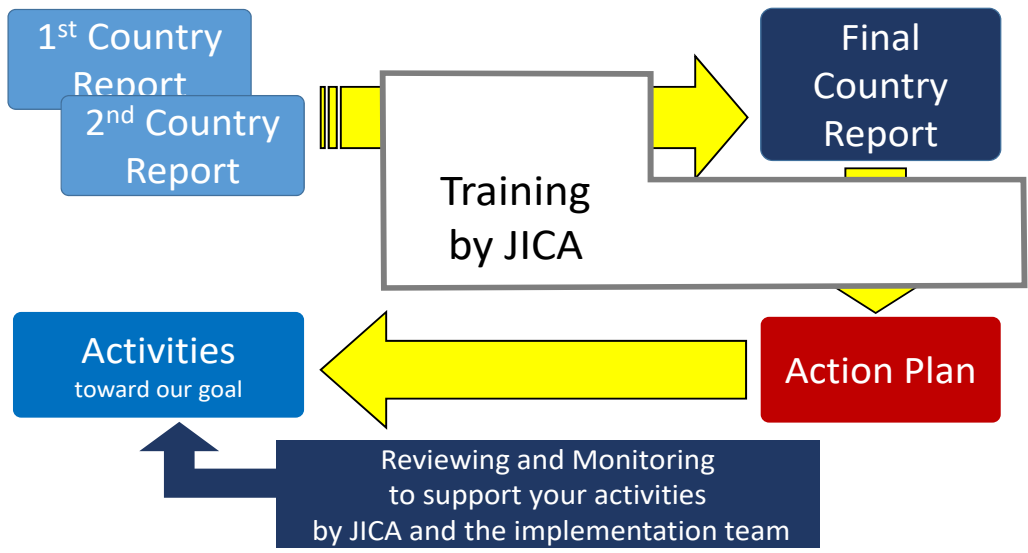 1st Country
Report
2nd Country
Report
Final
Country
Report
Training
by JICA
Activities
toward our goal
Action Plan
Reviewing and Monitoring
to support your activities
by JICA and the implementation team